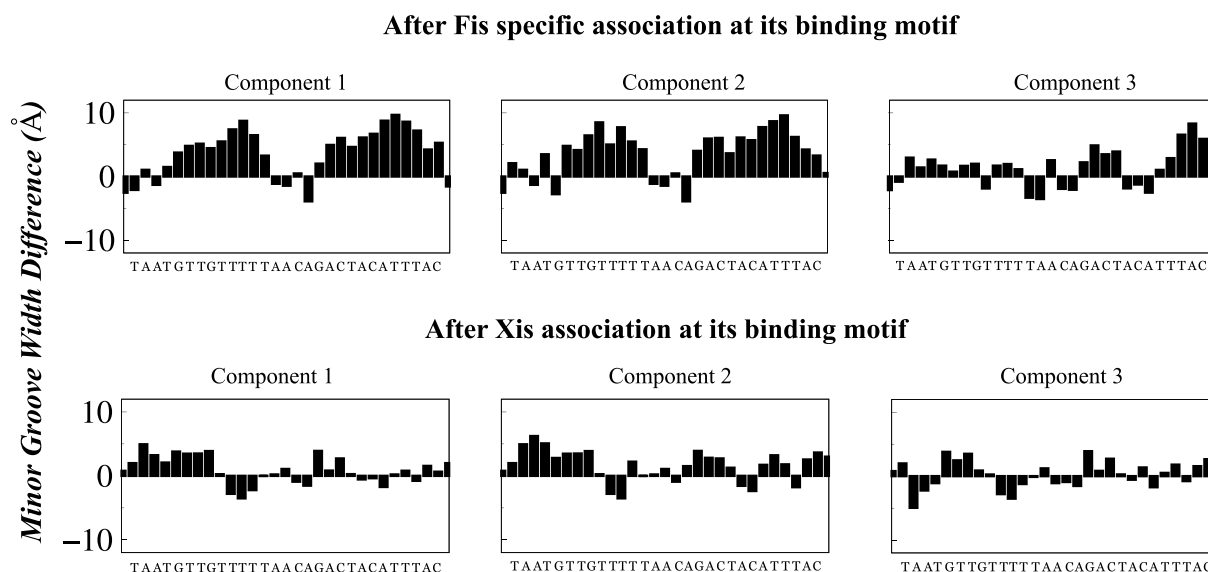 After Fis specific association at its binding motif
Minor Groove Width Difference (Å)
Component 1
Component 2
Component 3
10
0
−10
TAATGTTGTTTTTAACAGACTACATTTAC
TAATGTTGTTTTTAACAGACTACATTTAC
TAATGTTGTTTTTAACAGACTACATTTAC
After Xis association at its binding motif
Component 1
Component 2
Component 3
10
0
−10
TAATGTTGTTTTTAACAGACTACATTTAC
TAATGTTGTTTTTAACAGACTACATTTAC
TAATGTTGTTTTTAACAGACTACATTTAC